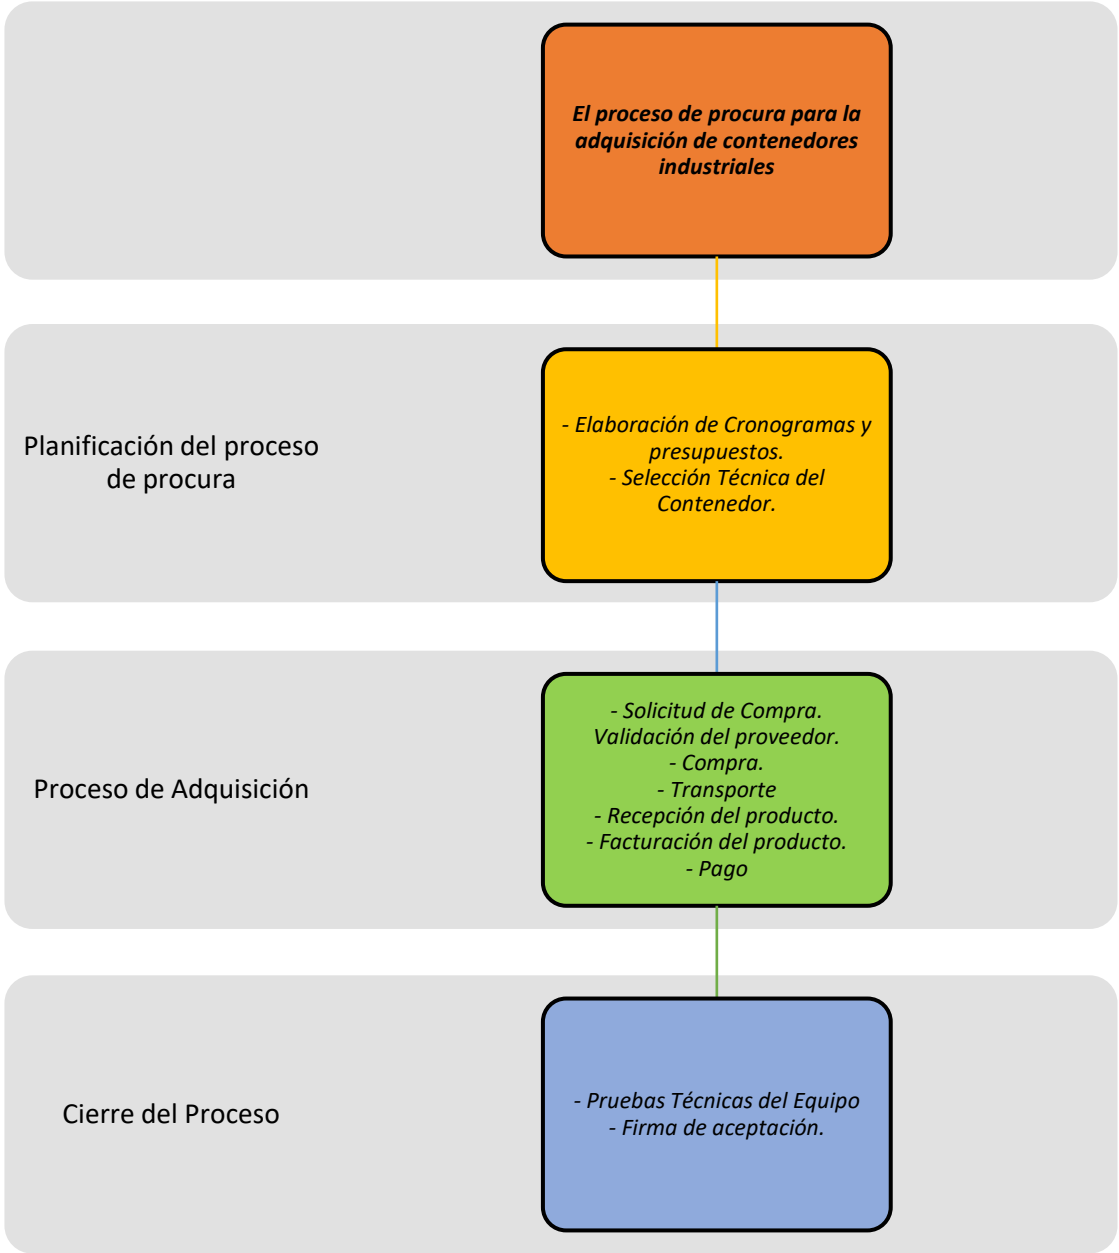 El proceso de procura para la
adquisición de contenedores
industriales
Planificación del proceso
de procura
- Elaboración de Cronogramas y
presupuestos.
- Selección Técnica del
Contenedor.
Proceso de Adquisición
- Solicitud de Compra.
Validación del proveedor.
- Compra.
- Transporte
- Recepción del producto.
- Facturación del producto.
- Pago
Cierre del Proceso
- Pruebas Técnicas del Equipo
- Firma de aceptación.